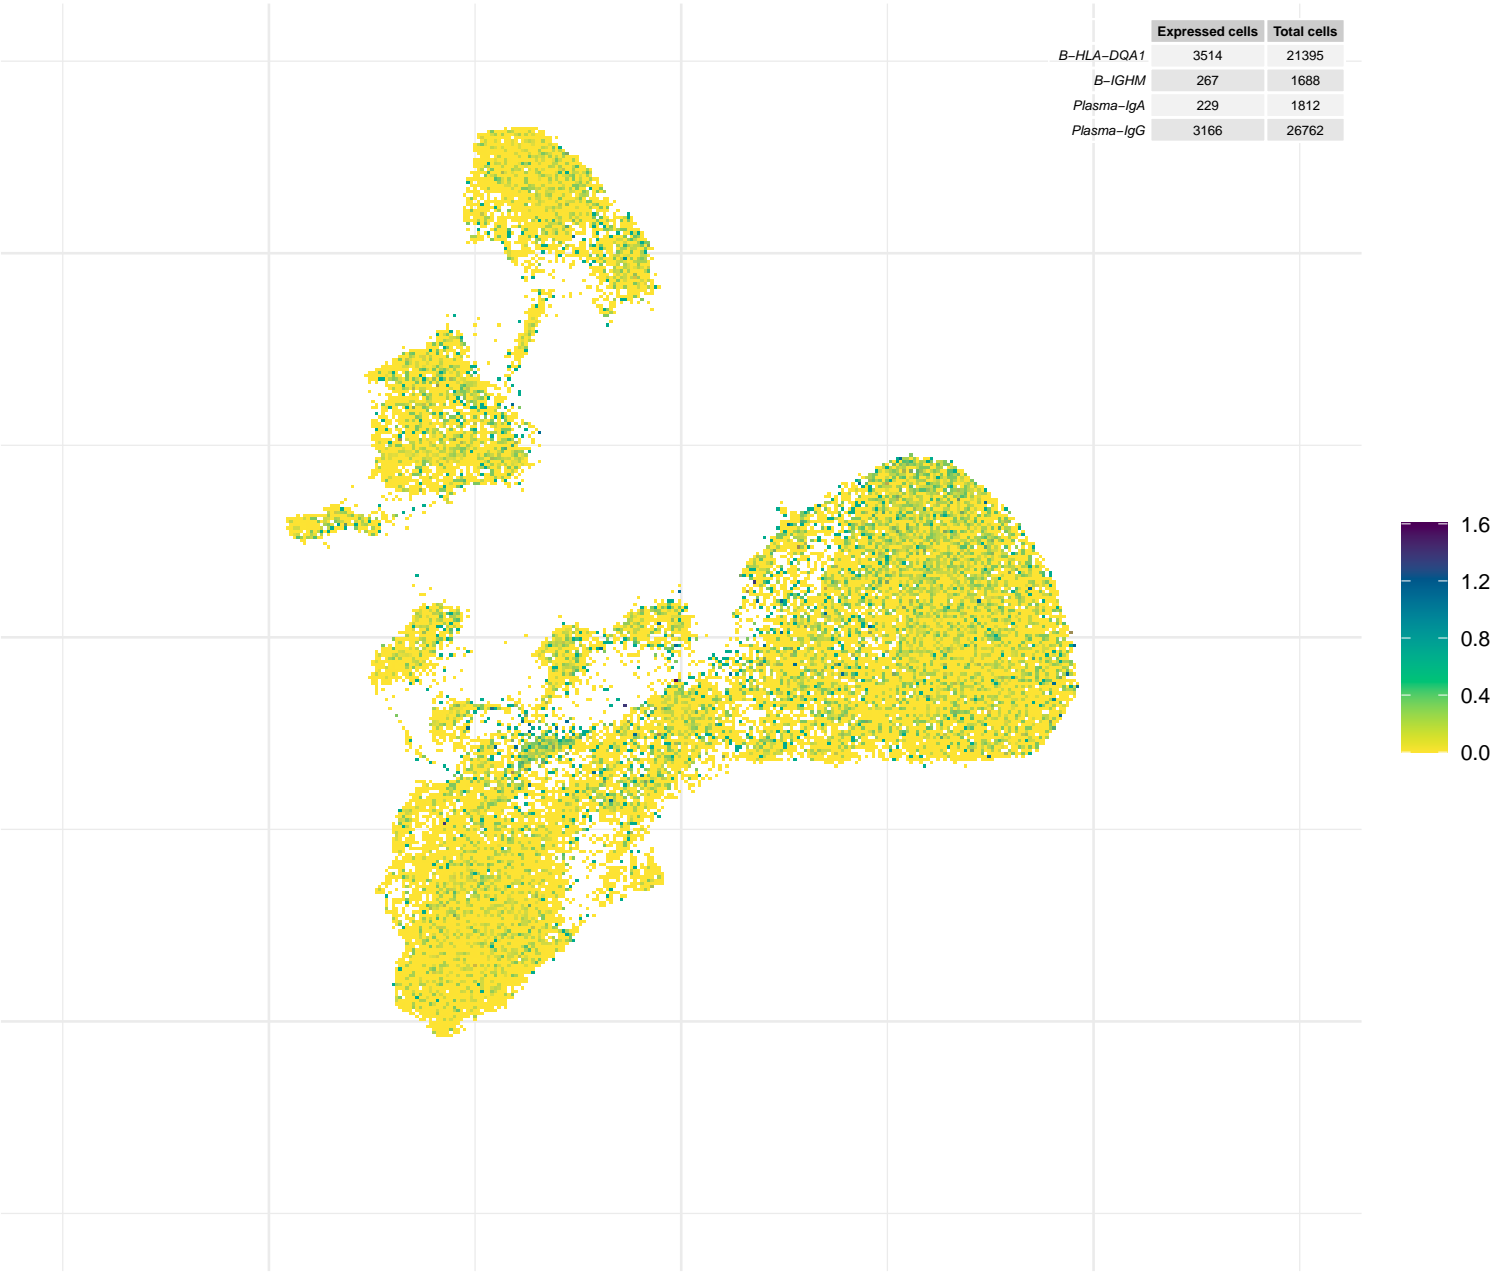 Expressed cells Total cells
B−HLA−DQA1 3514 21395
B−IGHM 267 1688
Plasma−IgA 229 1812
Plasma−IgG 3166 26762
1.6
1.2
0.8
0.4
0.0